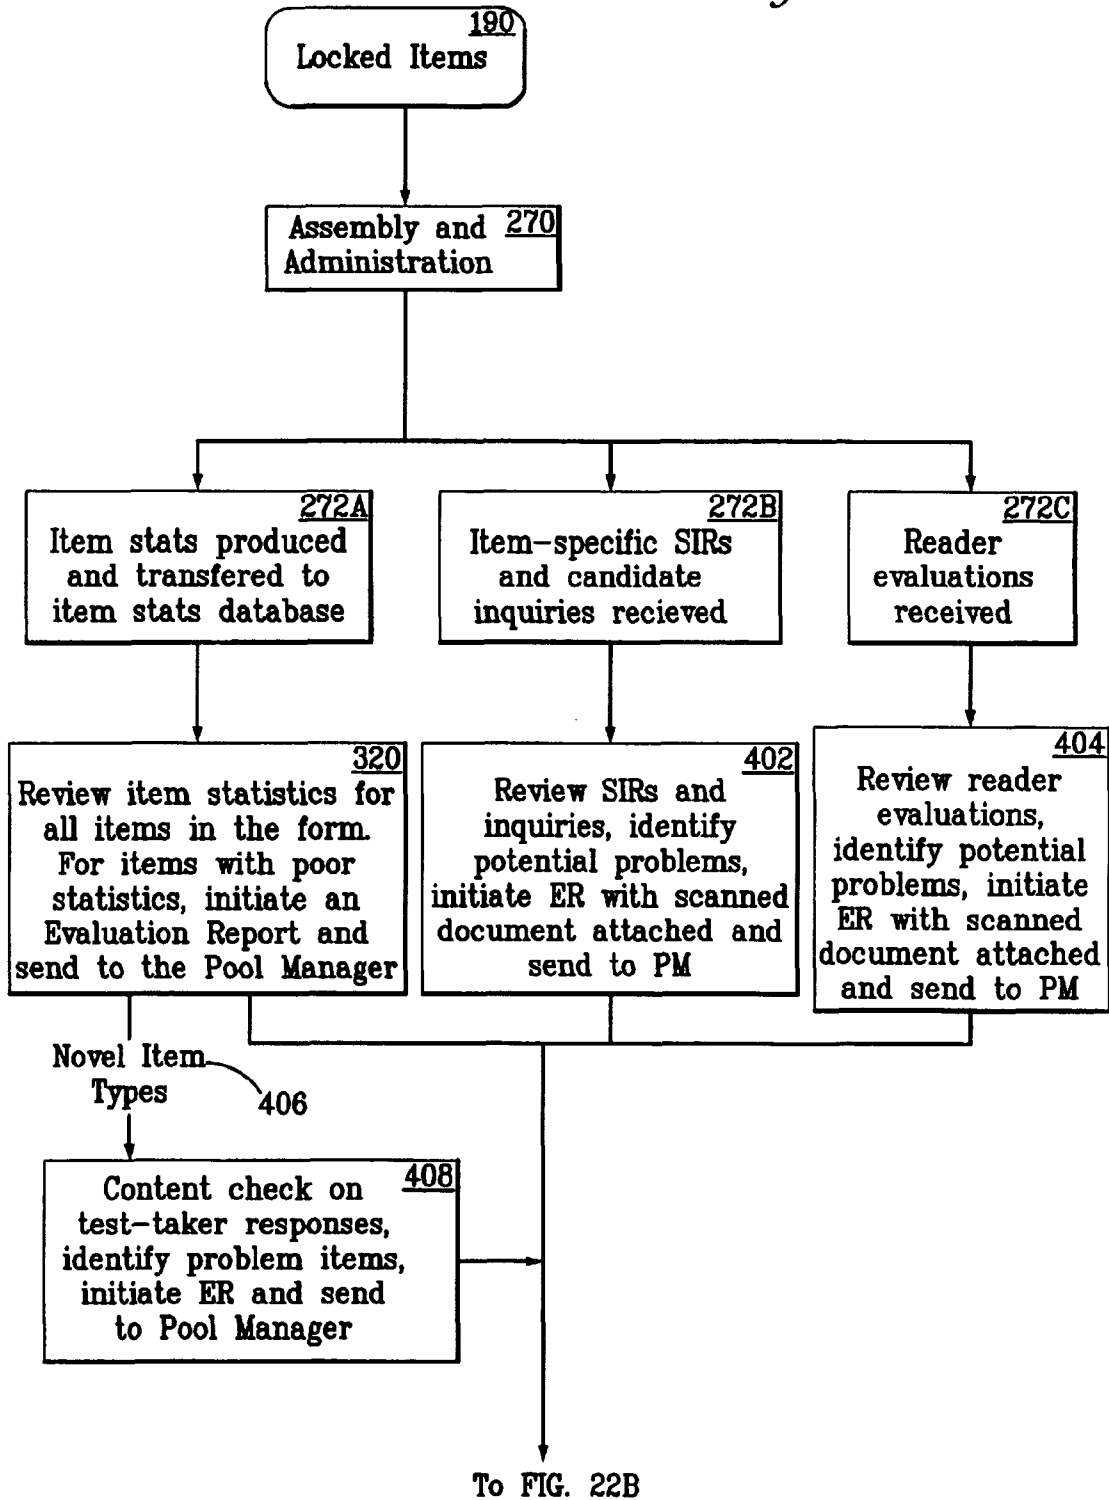 190
Locked Items
Assembly and 270
Administration
272A
Item stats produced
and transfered to
item stats database
272B
Item-specific SIRs
and candidate
inquiries recieved
272C
Reader
evaluations
received
320
Review item statistics for
all items in the form.
For items with poor
statistics, initiate an
Evaluation Report and
send to the Pool Manager
402
Review SIRs and
inquiries, identify
potential problems,
initiate ER with scanned
document attached and
send to PM
404
Review reader
evaluations,
identify potential
problems, initiate
ER with scanned
document attached
and send to PM
Novel Item
Types
406
408
Content check on
test-taker responses,
identify problem items,
initiate ER and send
to Pool Manager
To FIG. 22B